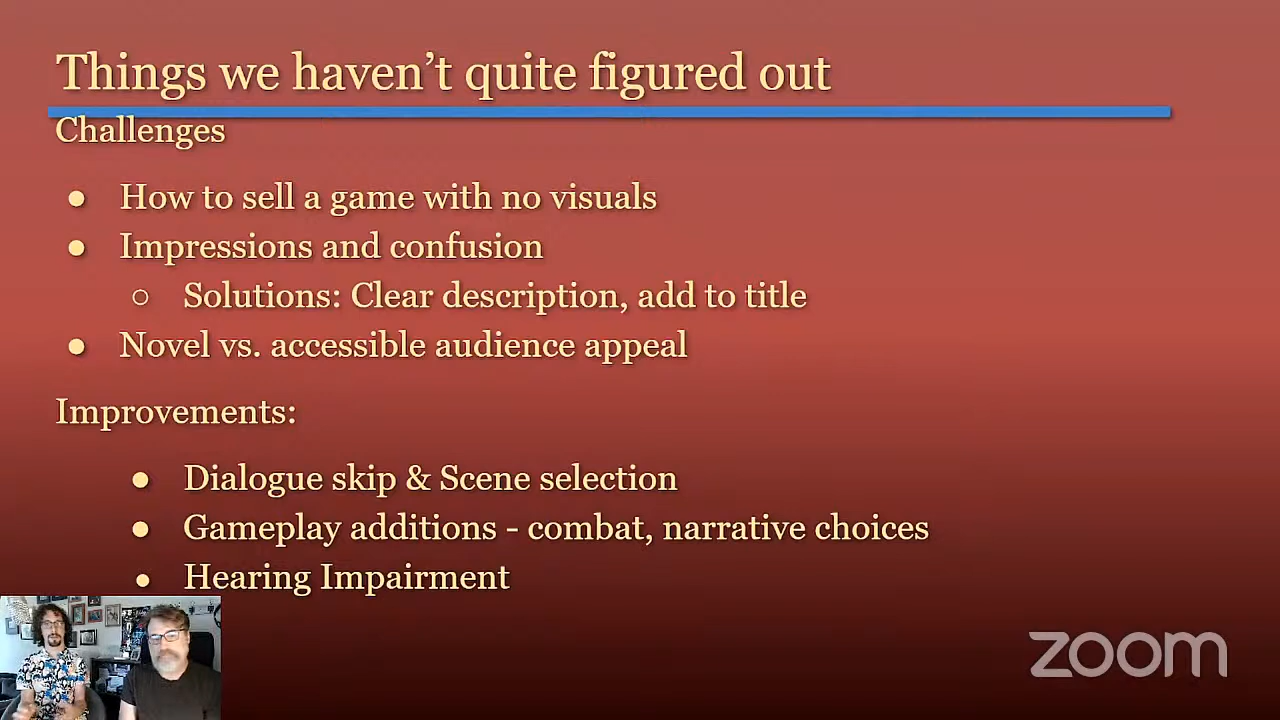 Things we haven’t quite figured out
Challenges
● How to sell a game with no visuals
● Impressions and confusion
○ Solutions: Clear description, add to title
● Novel vs. accessible audience appeal
Improvements:
● Dialogue skip & Scene selection
● Gameplay additions - combat, narrative choices
● Hearing Impairment
zoom